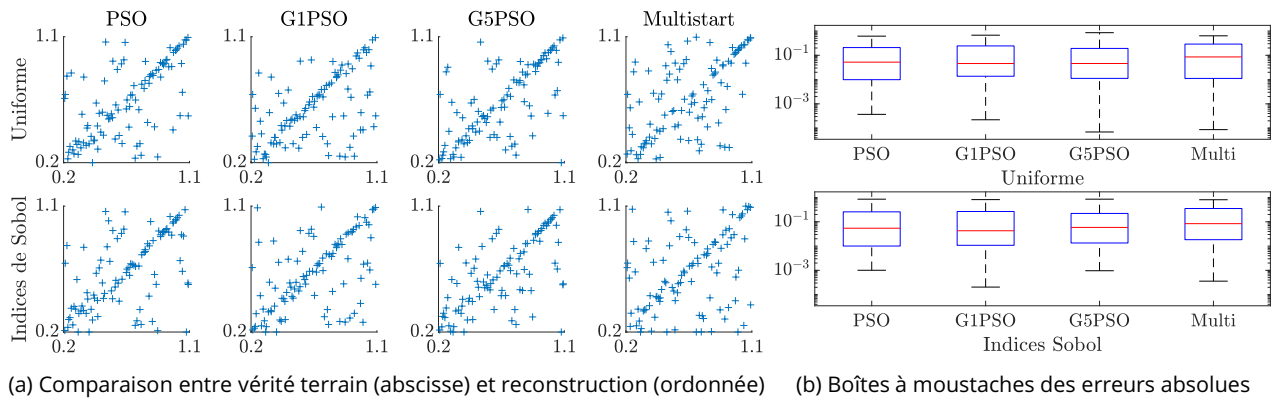 PSO G1PSO G5PSO Multistart
Uniforme
1.1 1.1 1.1 1.1
0.2 0.2 0.2 0.2
0.2 1.1 0.2 1.1 0.2 1.1 0.2 1.1
Indices de Sobol
1.1 1.1 1.1 1.1
0.2 0.2 0.2 0.2
0.2 1.1 0.2 1.1 0.2 1.1 0.2 1.1
(a) Comparaison entre vérité terrain (abscisse) et reconstruction (ordonnée)
10⁻¹
10⁻³
PSO G1PSO G5PSO Multi
Uniforme
10⁻¹
10⁻³
PSO G1PSO G5PSO Multi
Indices Sobol
(b) Boîtes à moustaches des erreurs absolues